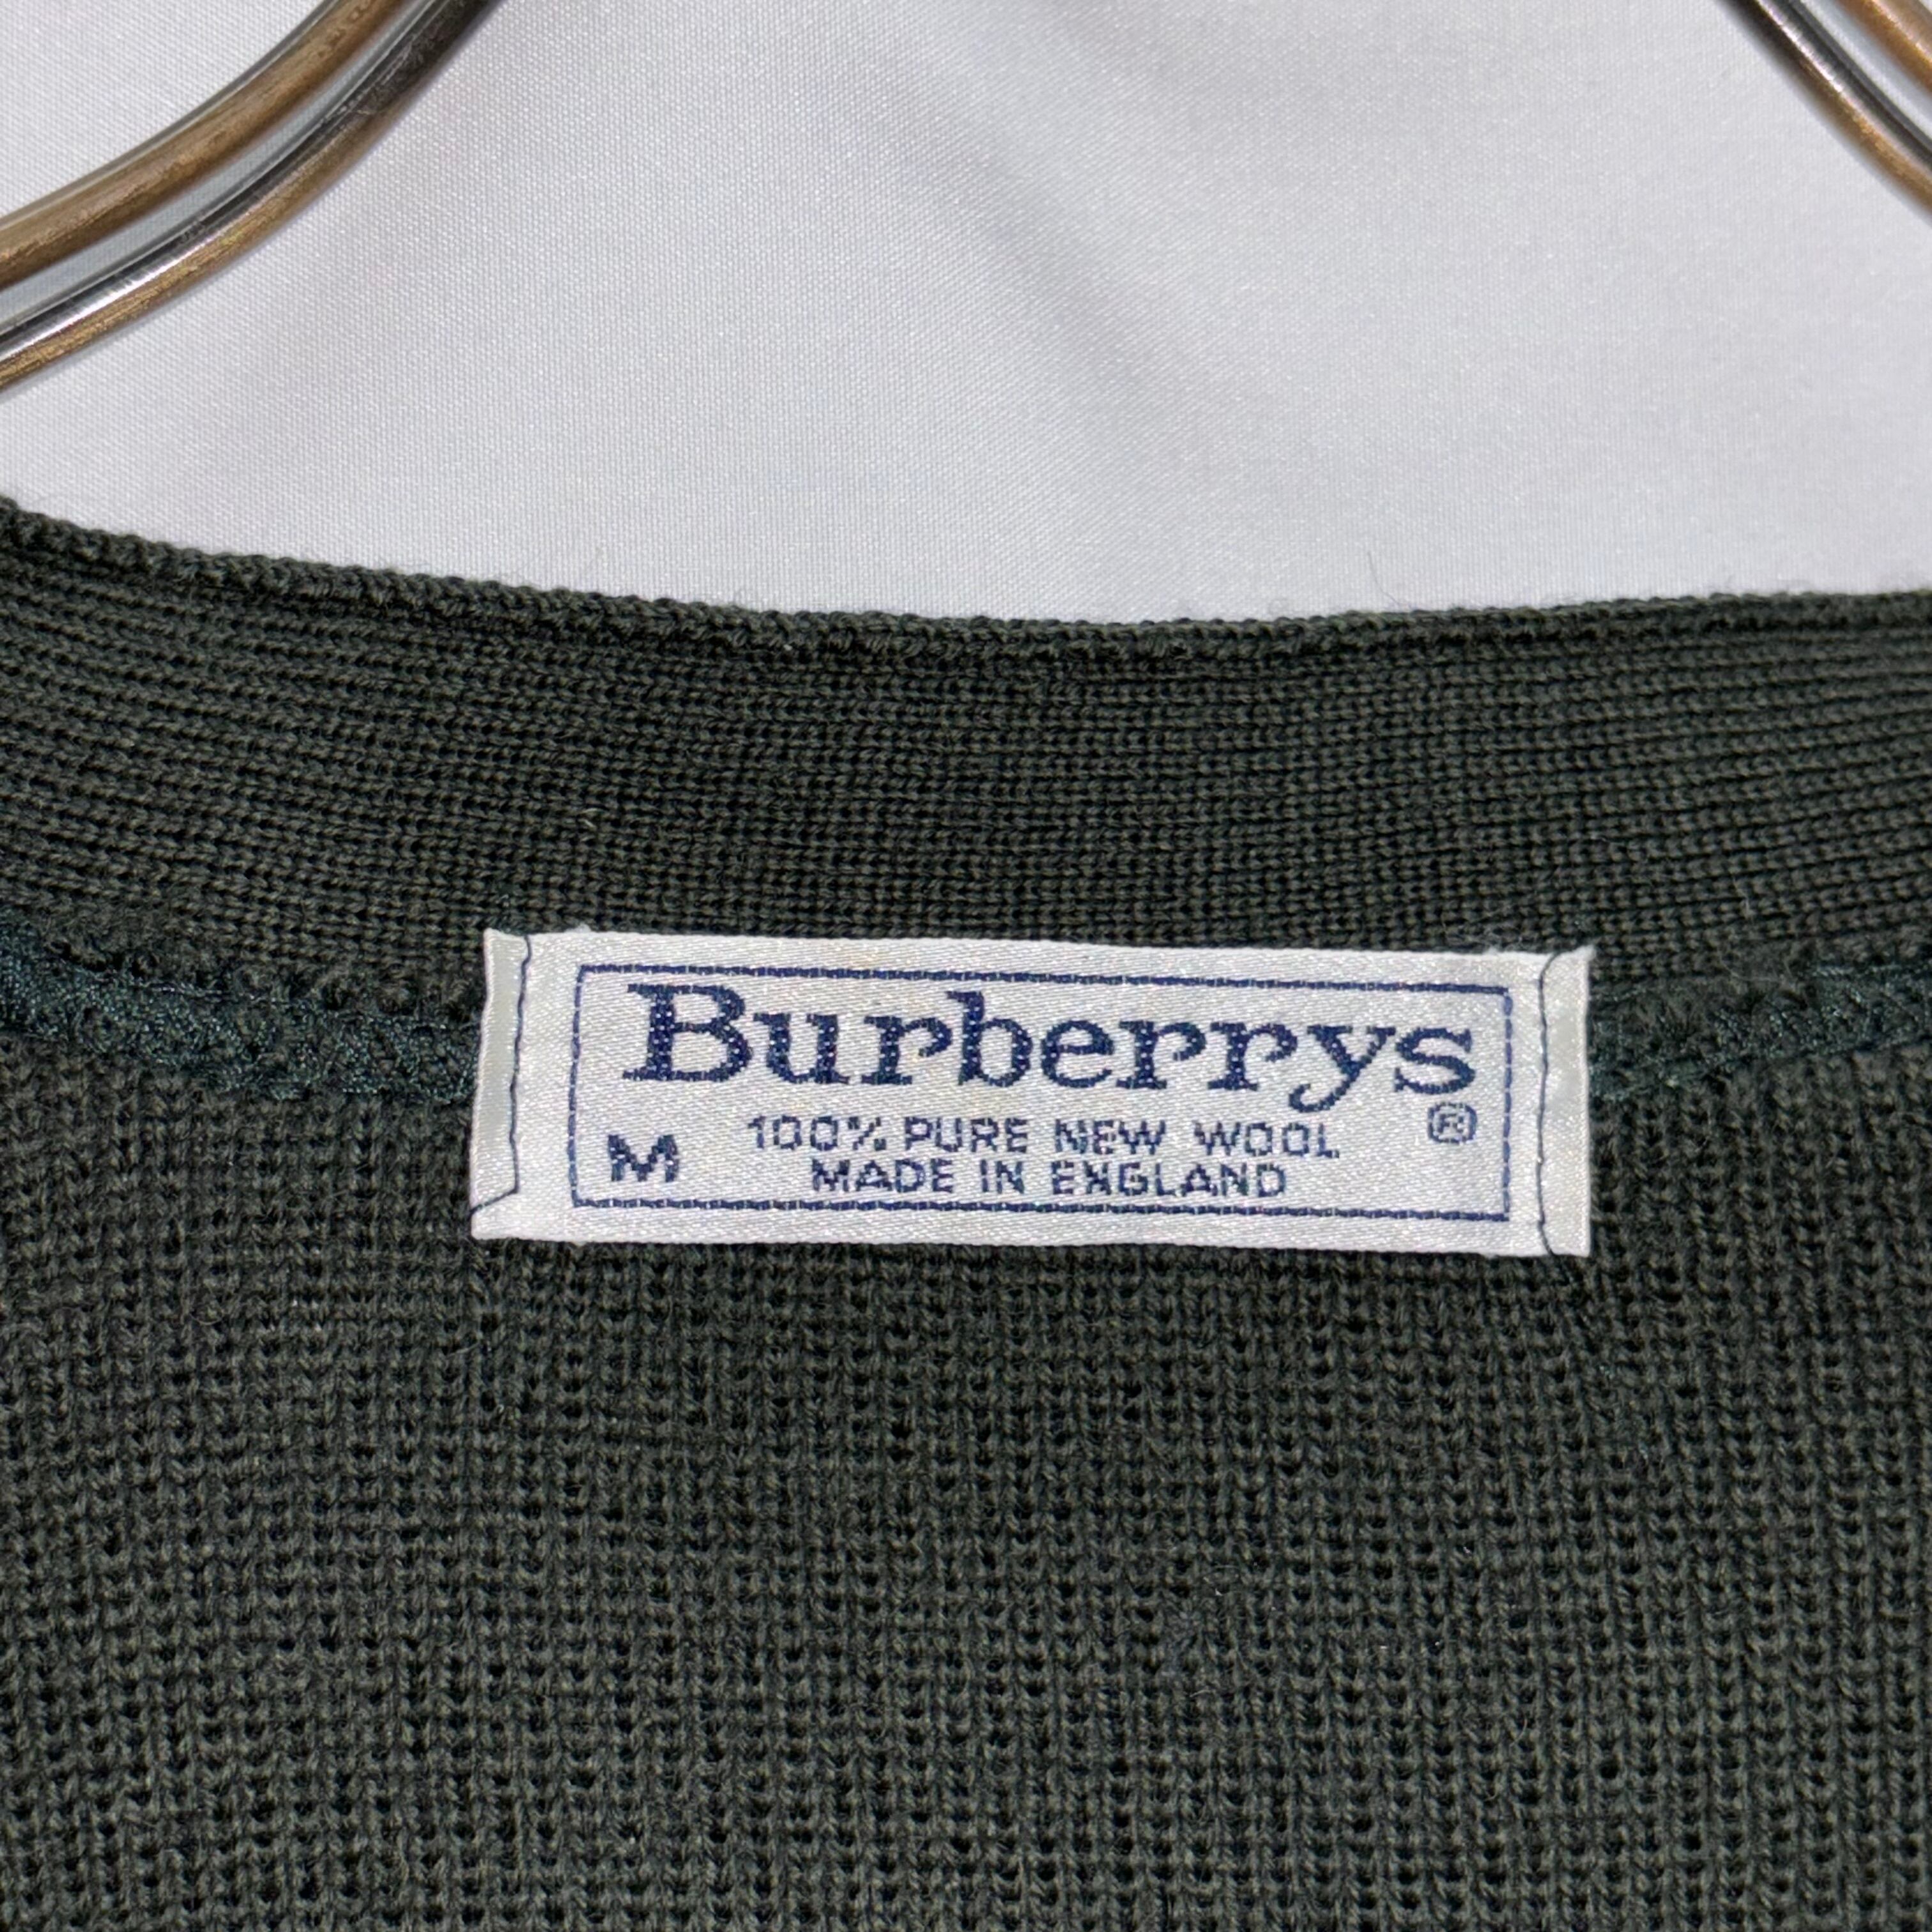 Burberrys
®
M 100% PURE NEW WOOL
MADE IN ENGLAND